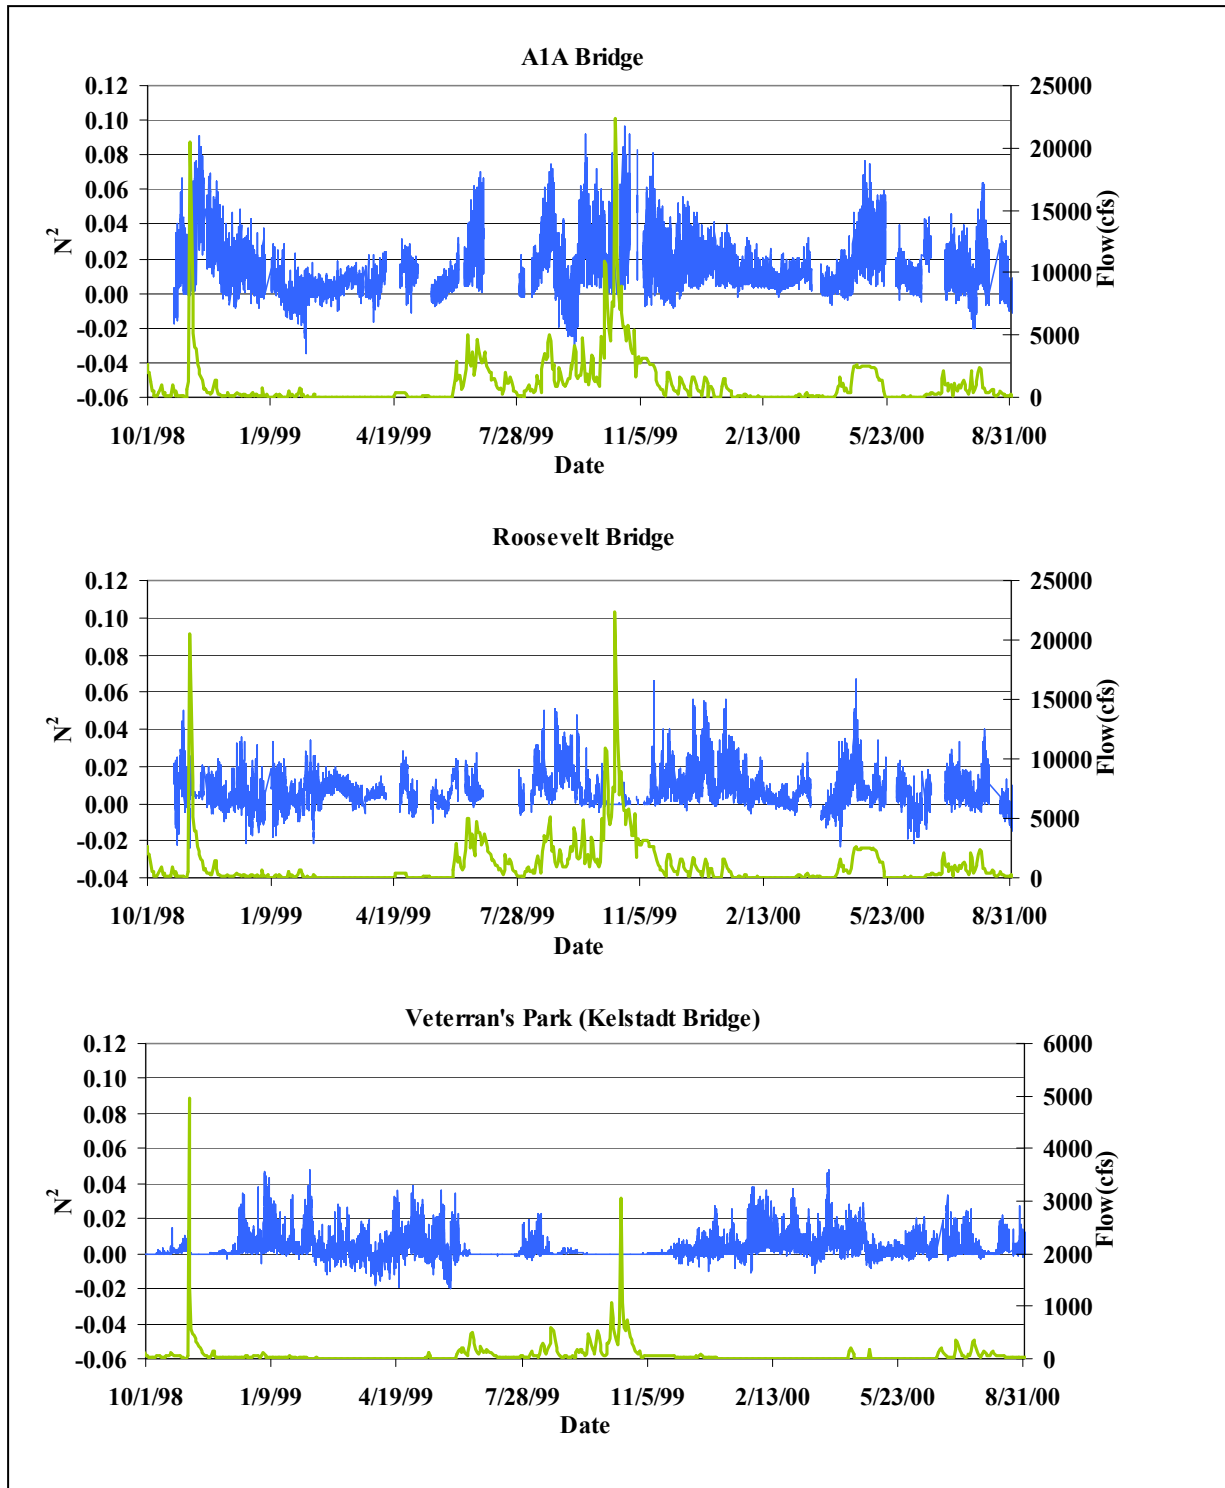 A1A Bridge
0.12 25000
0.10 20000
0.08 15000
0.06 10000
0.04 5000
0.02 0
0.00
-0.02
-0.04
-0.06
N²
Flow(cfs)
10/1/98 1/9/99 4/19/99 7/28/99 11/5/99 2/13/00 5/23/00 8/31/00
Date
Roosevelt Bridge
0.12 25000
0.10 20000
0.08 15000
0.06 10000
0.04 5000
0.02 0
0.00
-0.02
-0.04
N²
Flow(cfs)
10/1/98 1/9/99 4/19/99 7/28/99 11/5/99 2/13/00 5/23/00 8/31/00
Date
Veterran's Park (Kelstadt Bridge)
0.12 6000
0.10 5000
0.08 4000
0.06 3000
0.04 2000
0.02 1000
0.00 0
-0.02
-0.04
-0.06
N²
Flow(cfs)
10/1/98 1/9/99 4/19/99 7/28/99 11/5/99 2/13/00 5/23/00 8/31/00
Date